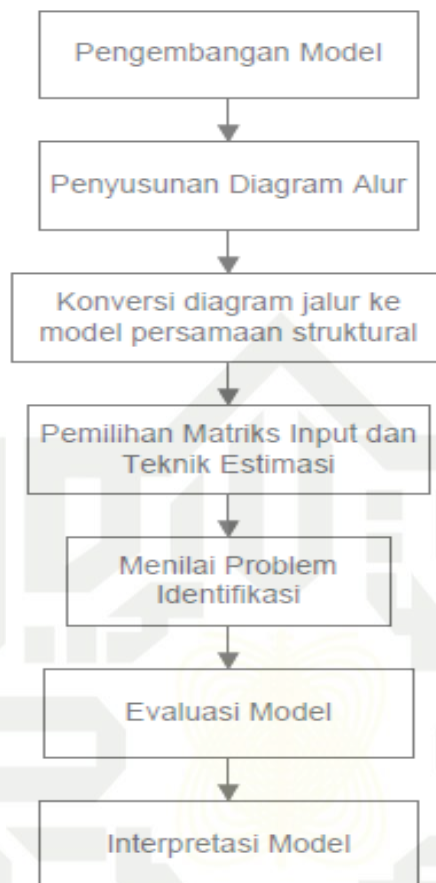 Pengembangan Model
Penyusunan Diagram Alur
Konversi diagram jalur ke
model persamaan struktural
Pemilihan Matriks Input dan
Teknik Estimasi
Menilai Problem
Identifikasi
Evaluasi Model
Interpretasi Model